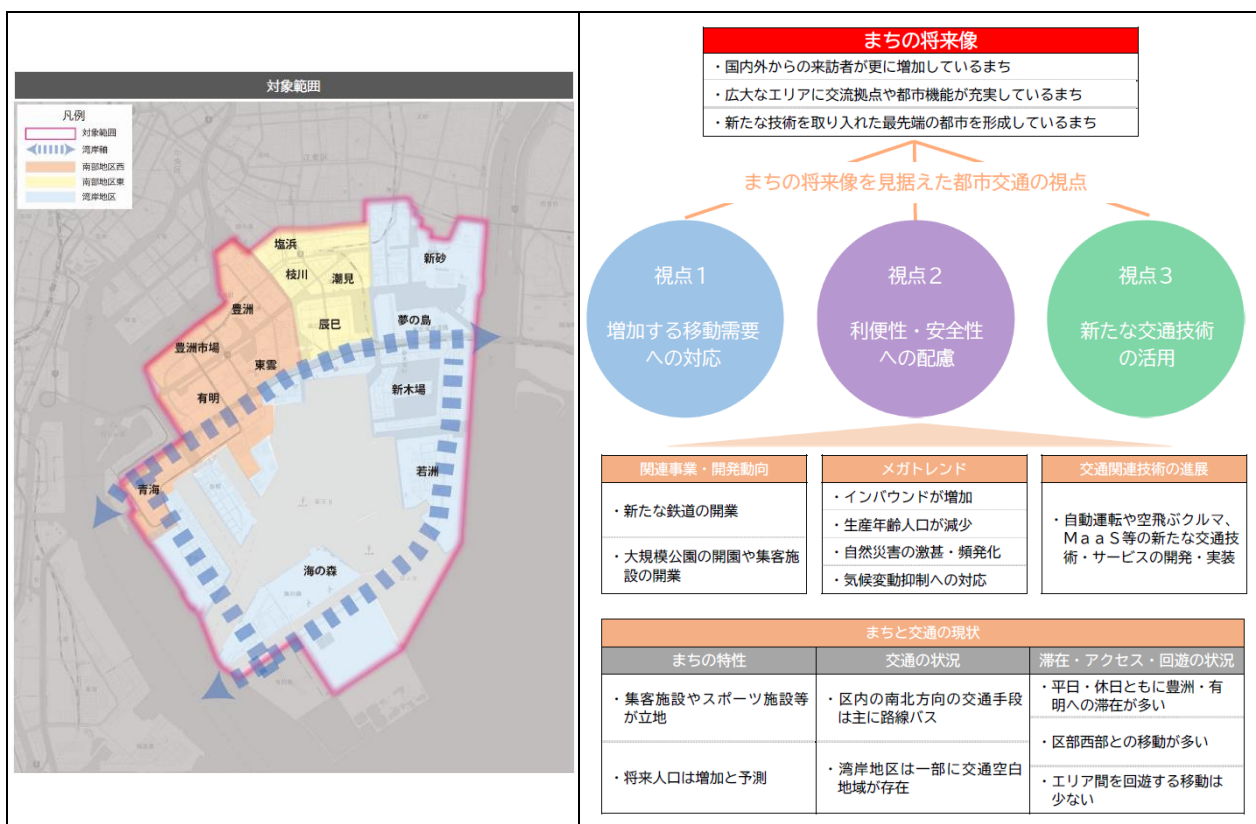 対象範囲
凡例
対象範囲
湾岸軸
南部地区西
南部地区東
湾岸地区
塩浜
枝川
潮見
新砂
豊洲
辰巳
夢の島
豊洲市場
東雲
新木場
有明
若洲
青海
海の森
まちの将来像
・国内外からの来訪者が更に増加しているまち
・広大なエリアに交流拠点や都市機能が充実しているまち
・新たな技術を取り入れた最先端の都市を形成しているまち
まちの将来像を見据えた都市交通の視点
視点1
増加する移動需要
への対応
視点2
利便性・安全性
への配慮
視点3
新たな交通技術
の活用
関連事業・開発動向
・新たな鉄道の開業
・大規模公園の開園や集客施
設の開業
メガトレンド
・インバウンドが増加
・生産年齢人口が減少
・自然災害の激甚・頻発化
・気候変動抑制への対応
交通関連技術の進展
・自動運転や空飛ぶクルマ、
MaaS等の新たな交通技
術・サービスの開発・実装
まちと交通の現状
まちの特性
交通の状況
滞在・アクセス・回遊の状況
・集客施設やスポーツ施設等
が立地
・将来人口は増加と予測
・区内の南北方向の交通手段
は主に路線バス
・湾岸地区は一部に交通空白
地域が存在
・平日・休日ともに豊洲・有
明への滞在が多い
・区部西部との移動が多い
・エリア間を回遊する移動は
少ない